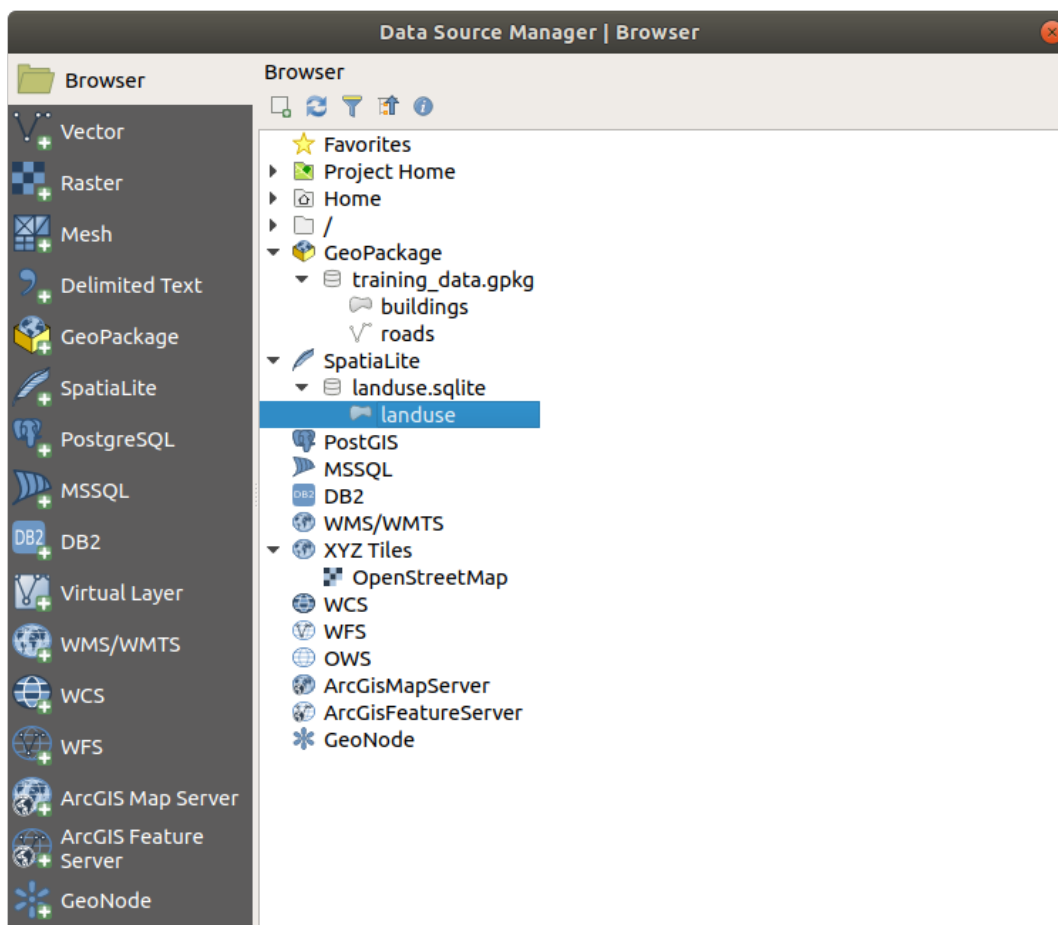 Data Source Manager | Browser
Browser
Vector
Raster
Mesh
Delimited Text
GeoPackage
SpatiaLite
PostgreSQL
MSSQL
DB2
DB2
Virtual Layer
WMS/WMTS
WCS
WFS
ArcGIS Map Server
ArcGIS Feature
Server
GeoNode
Browser
Favorites
Project Home
Home
/
GeoPackage
training_data.gpkg
buildings
roads
SpatiaLite
landuse.sqlite
landuse
PostGIS
MSSQL
DB2
DB2
WMS/WMTS
XYZ Tiles
OpenStreetMap
WCS
WFS
OWS
ArcGisMapServer
ArcGisFeatureServer
GeoNode